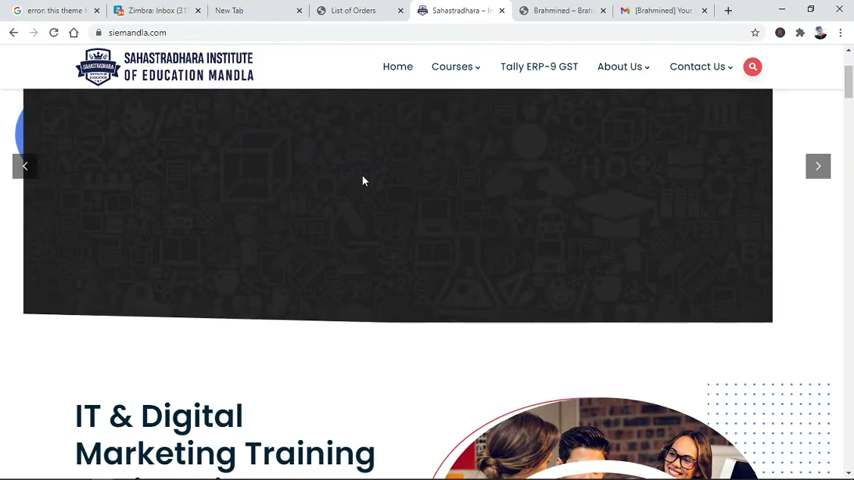 error: this theme
Zimbra: Inbox (31
New Tab
List of Orders
Sahastradhara – In
Brahmined – Brah
[Brahmined] Your
siemandla.com
SAHASTRADHARA INSTITUTE
OF EDUCATION MANDLA
Home
Courses
Tally ERP-9 GST
About Us
Contact Us
IT & Digital
Marketing Training